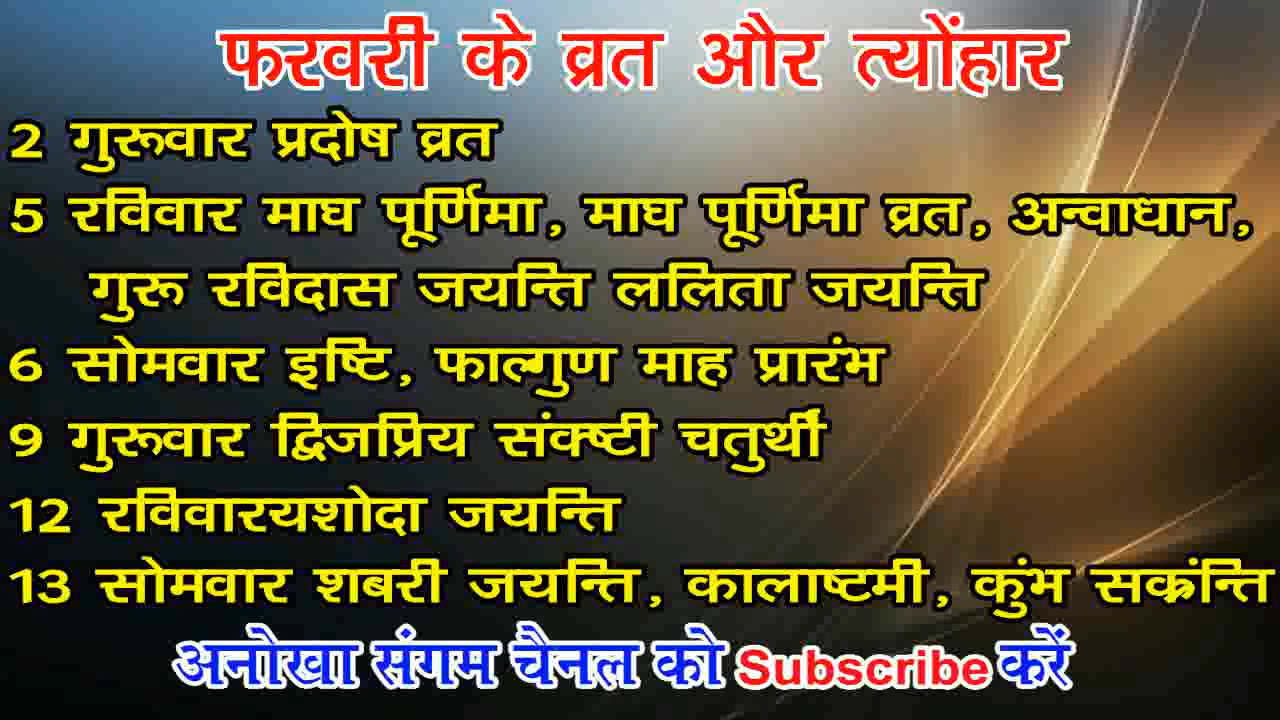 फरवरी के व्रत और त्योंहार
2 गुरूवार प्रदोष व्रत
5 रविवार माघ पूर्णिमा, माघ पूर्णिमा व्रत, अन्वाधान,
गुरू रविदास जयन्ति ललिता जयन्ति
6 सोमवार इष्टि, फाल्गुण माह प्रारंभ
9 गुरूवार द्विजप्रिय संक्ष्टी चतुर्थी
12 रविवारयशोदा जयन्ति
13 सोमवार शबरी जयन्ति, कालाष्टमी, कुंभ सक्रंन्ति
अनोखा संगम चैनल को Subscribe करें